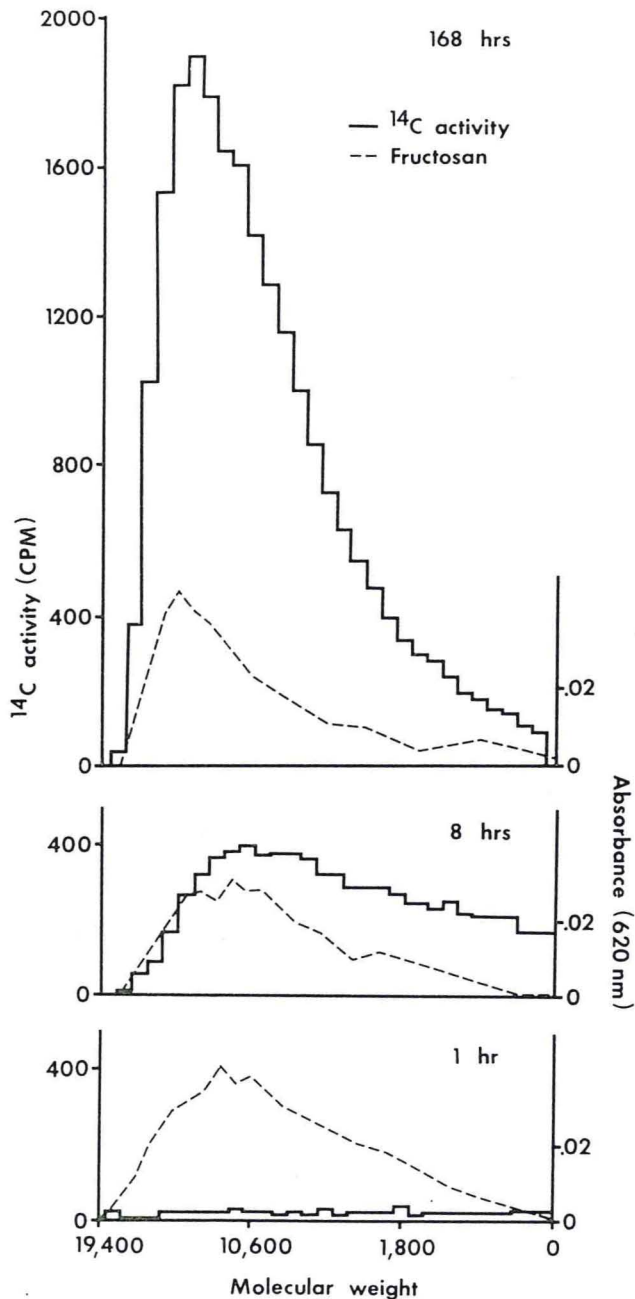 2000
168 hrs
¹⁴C activity
Fructosan
1600
1200
800
400
0
.02
0
¹⁴C activity (CPM)
Absorbance (620 nm)
8 hrs
400
0
.02
0
1 hr
400
0
.02
0
19,400
10,600
1,800
0
Molecular weight